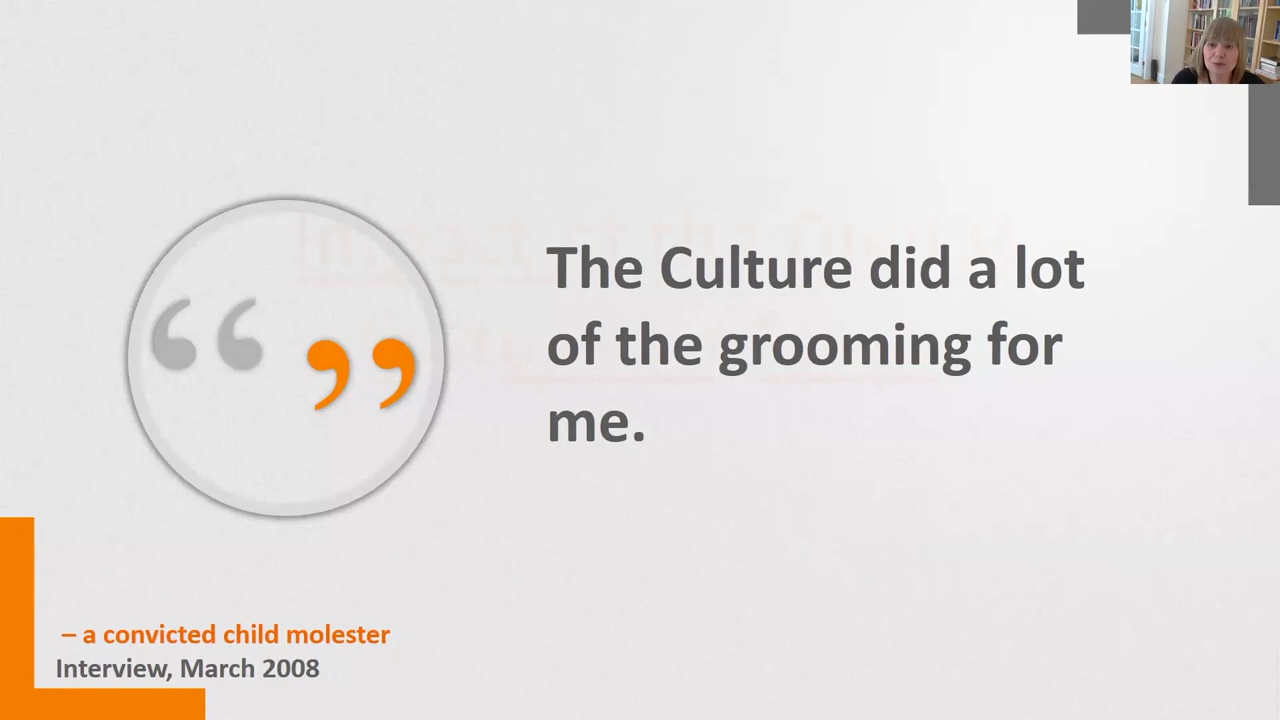 The Culture did a lot
of the grooming for
me.
– a convicted child molester
Interview, March 2008